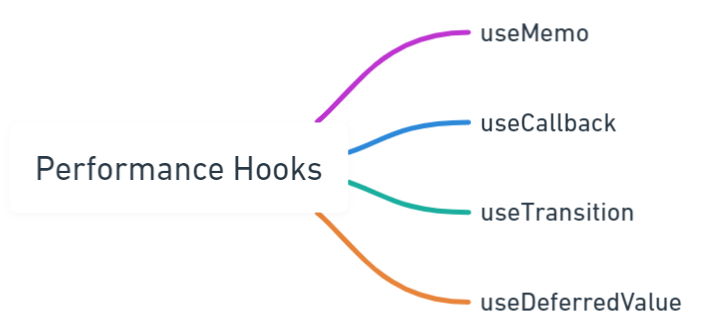 Performance Hooks
useMemo
useCallback
useTransition
useDeferredValue